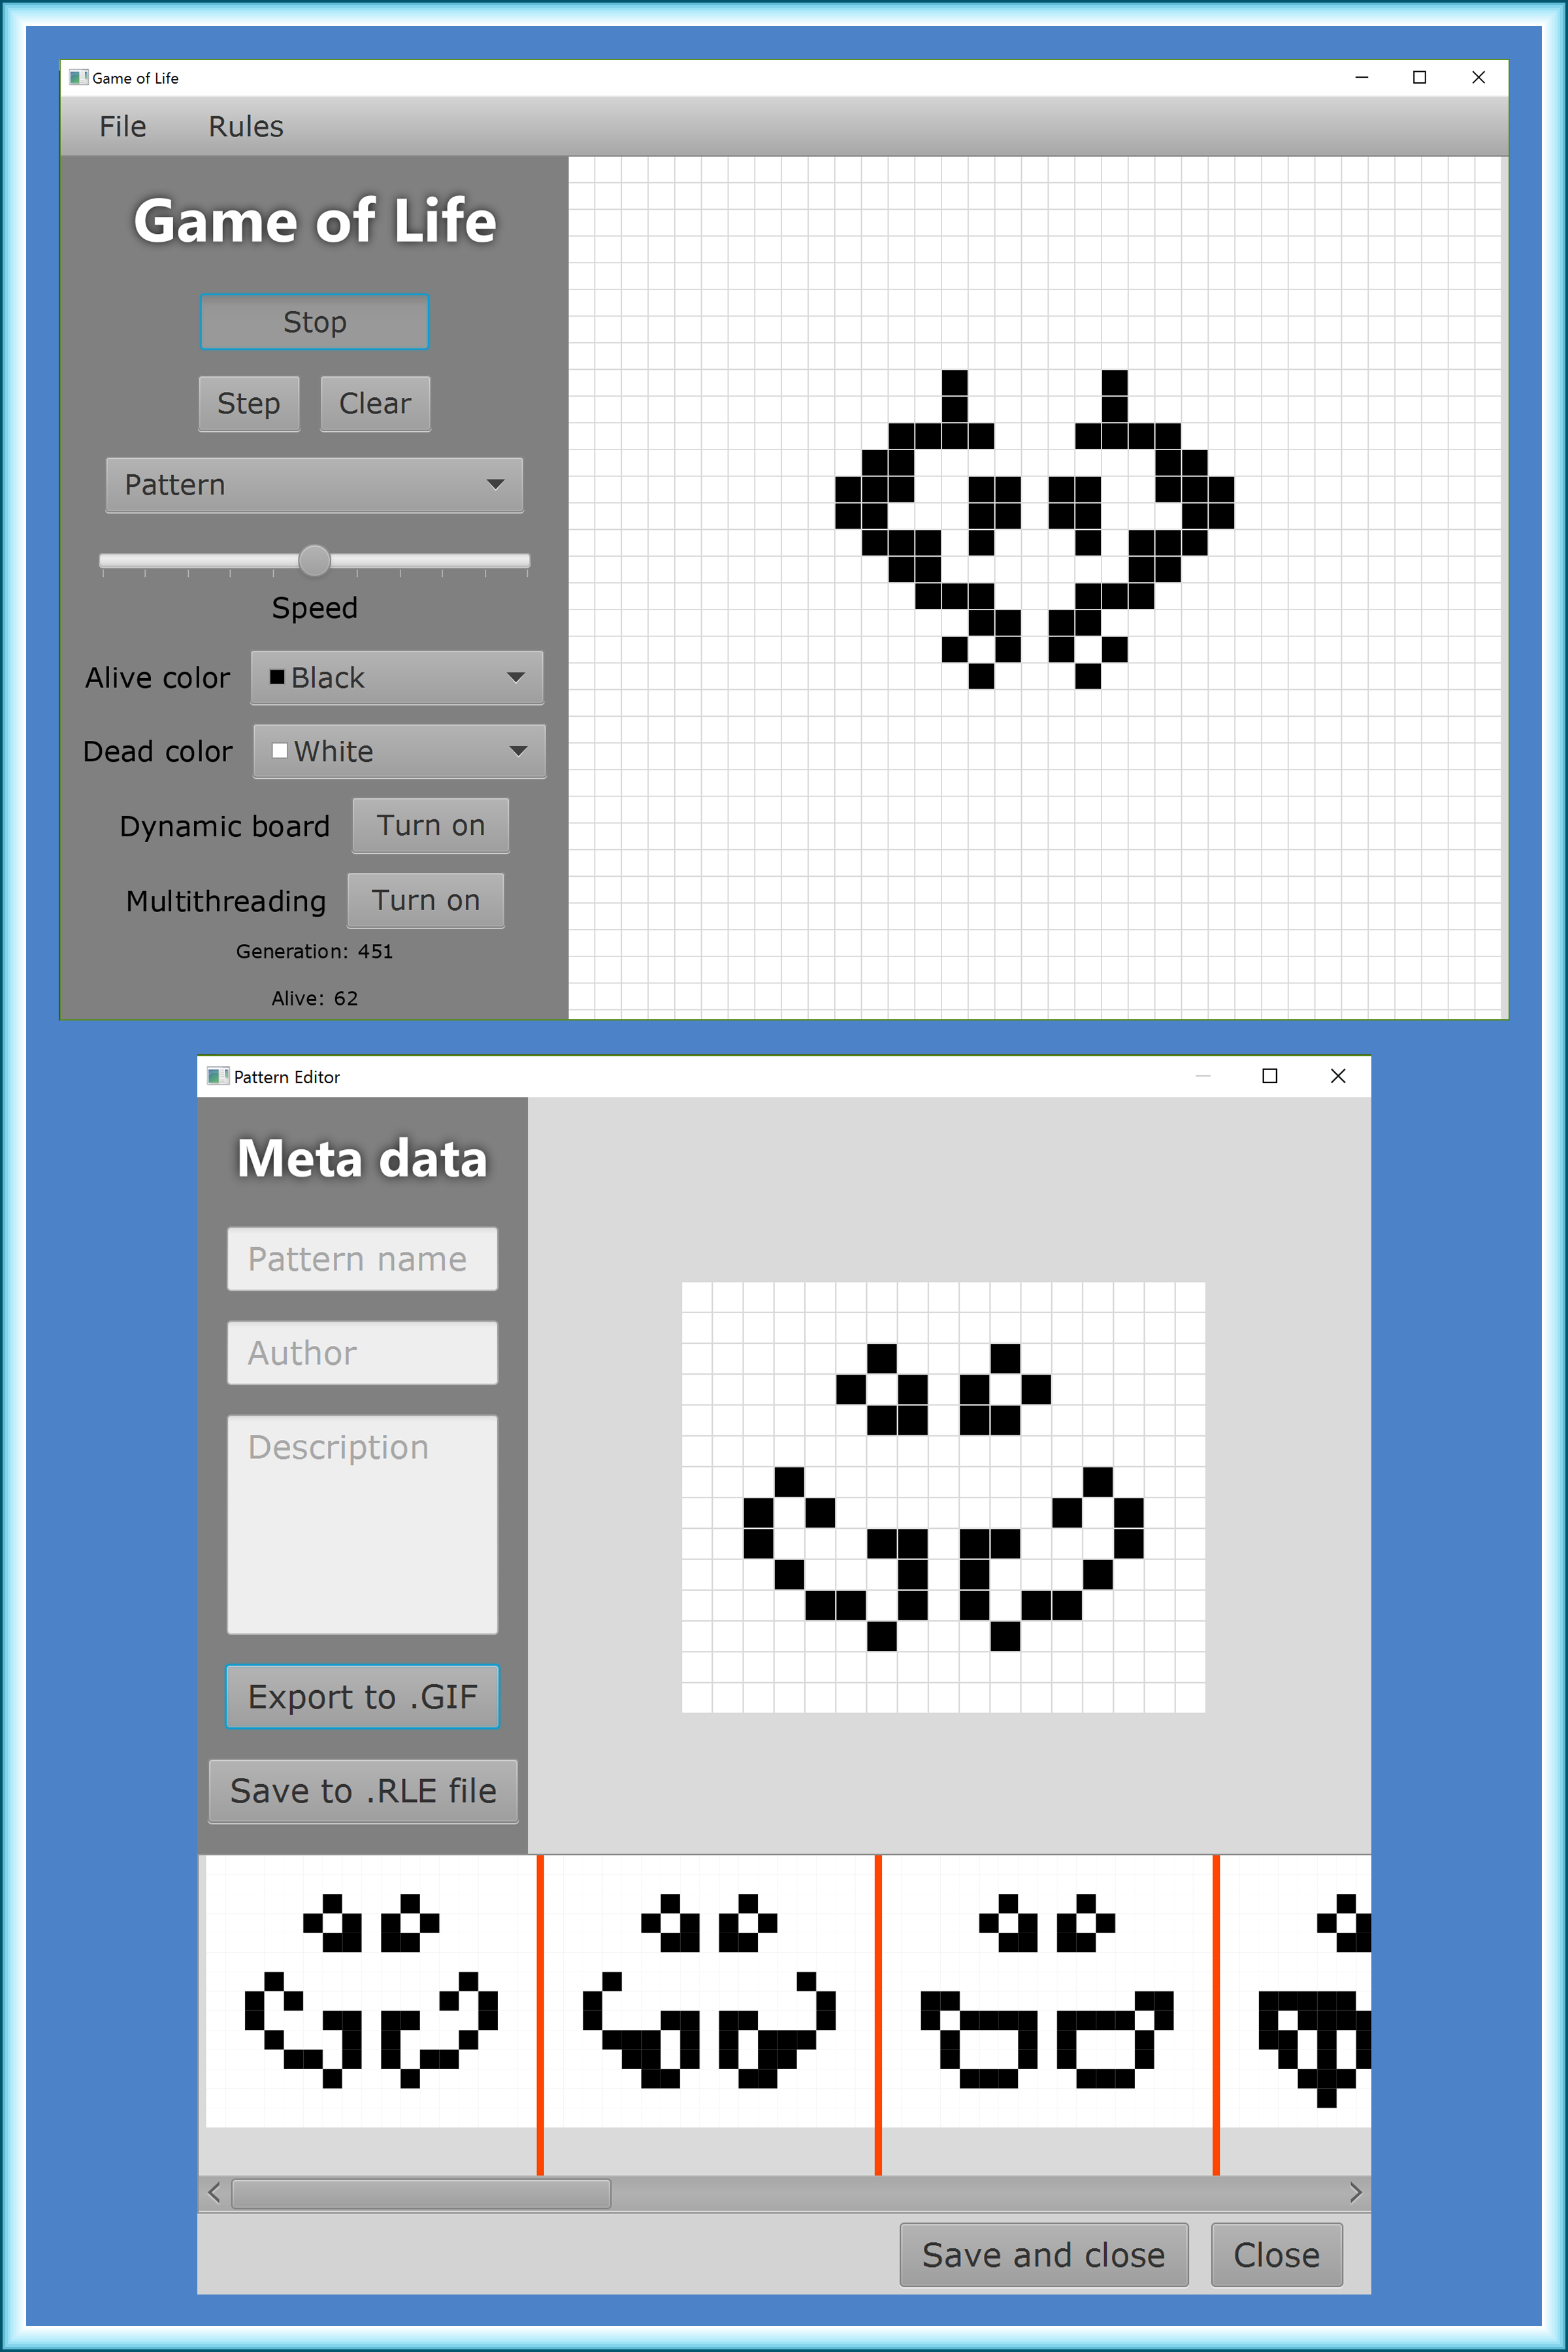 Game of Life
File Rules
Game of Life
Stop
Step Clear
Pattern
Speed
Alive color Black
Dead color White
Dynamic board Turn on
Multithreading Turn on
Generation: 451
Alive: 62
Pattern Editor
Meta data
Pattern name
Author
Description
Export to .GIF
Save to .RLE file
Save and close Close